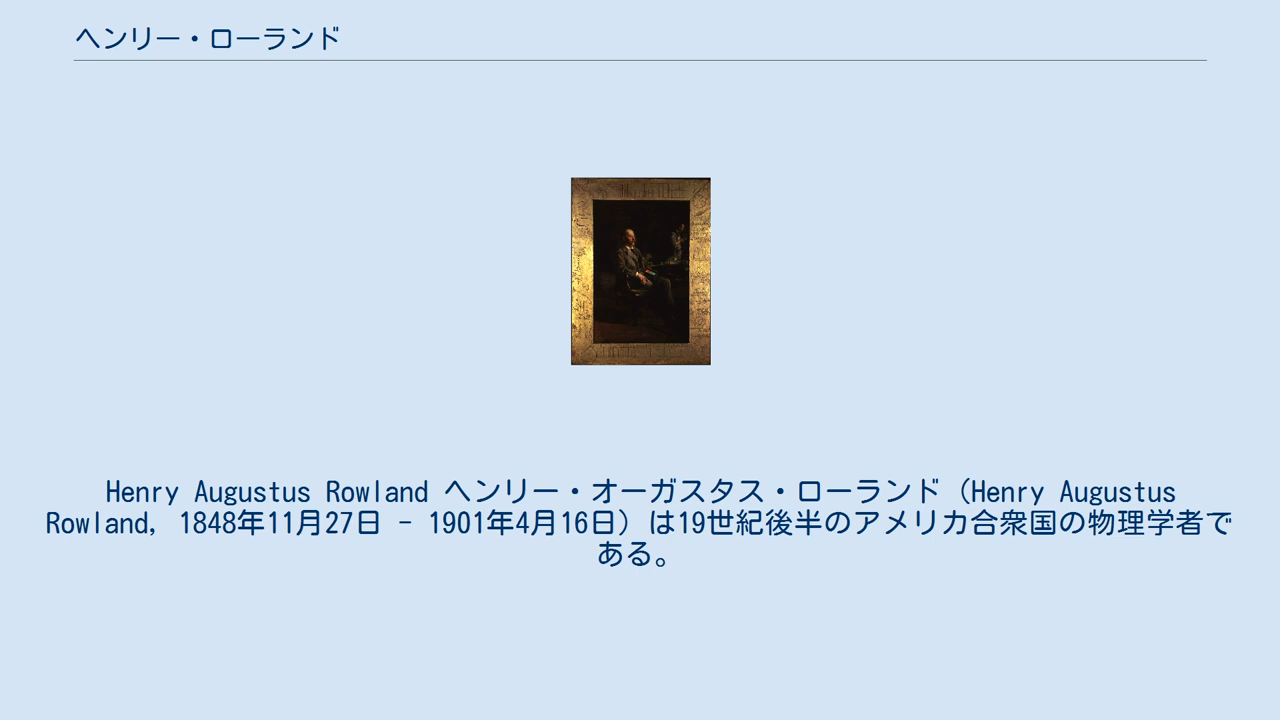 ヘンリー・ローランド
Henry Augustus Rowland ヘンリー・オーガスタス・ローランド（Henry Augustus
Rowland, 1848年11月27日 - 1901年4月16日）は19世紀後半のアメリカ合衆国の物理学者で
ある。